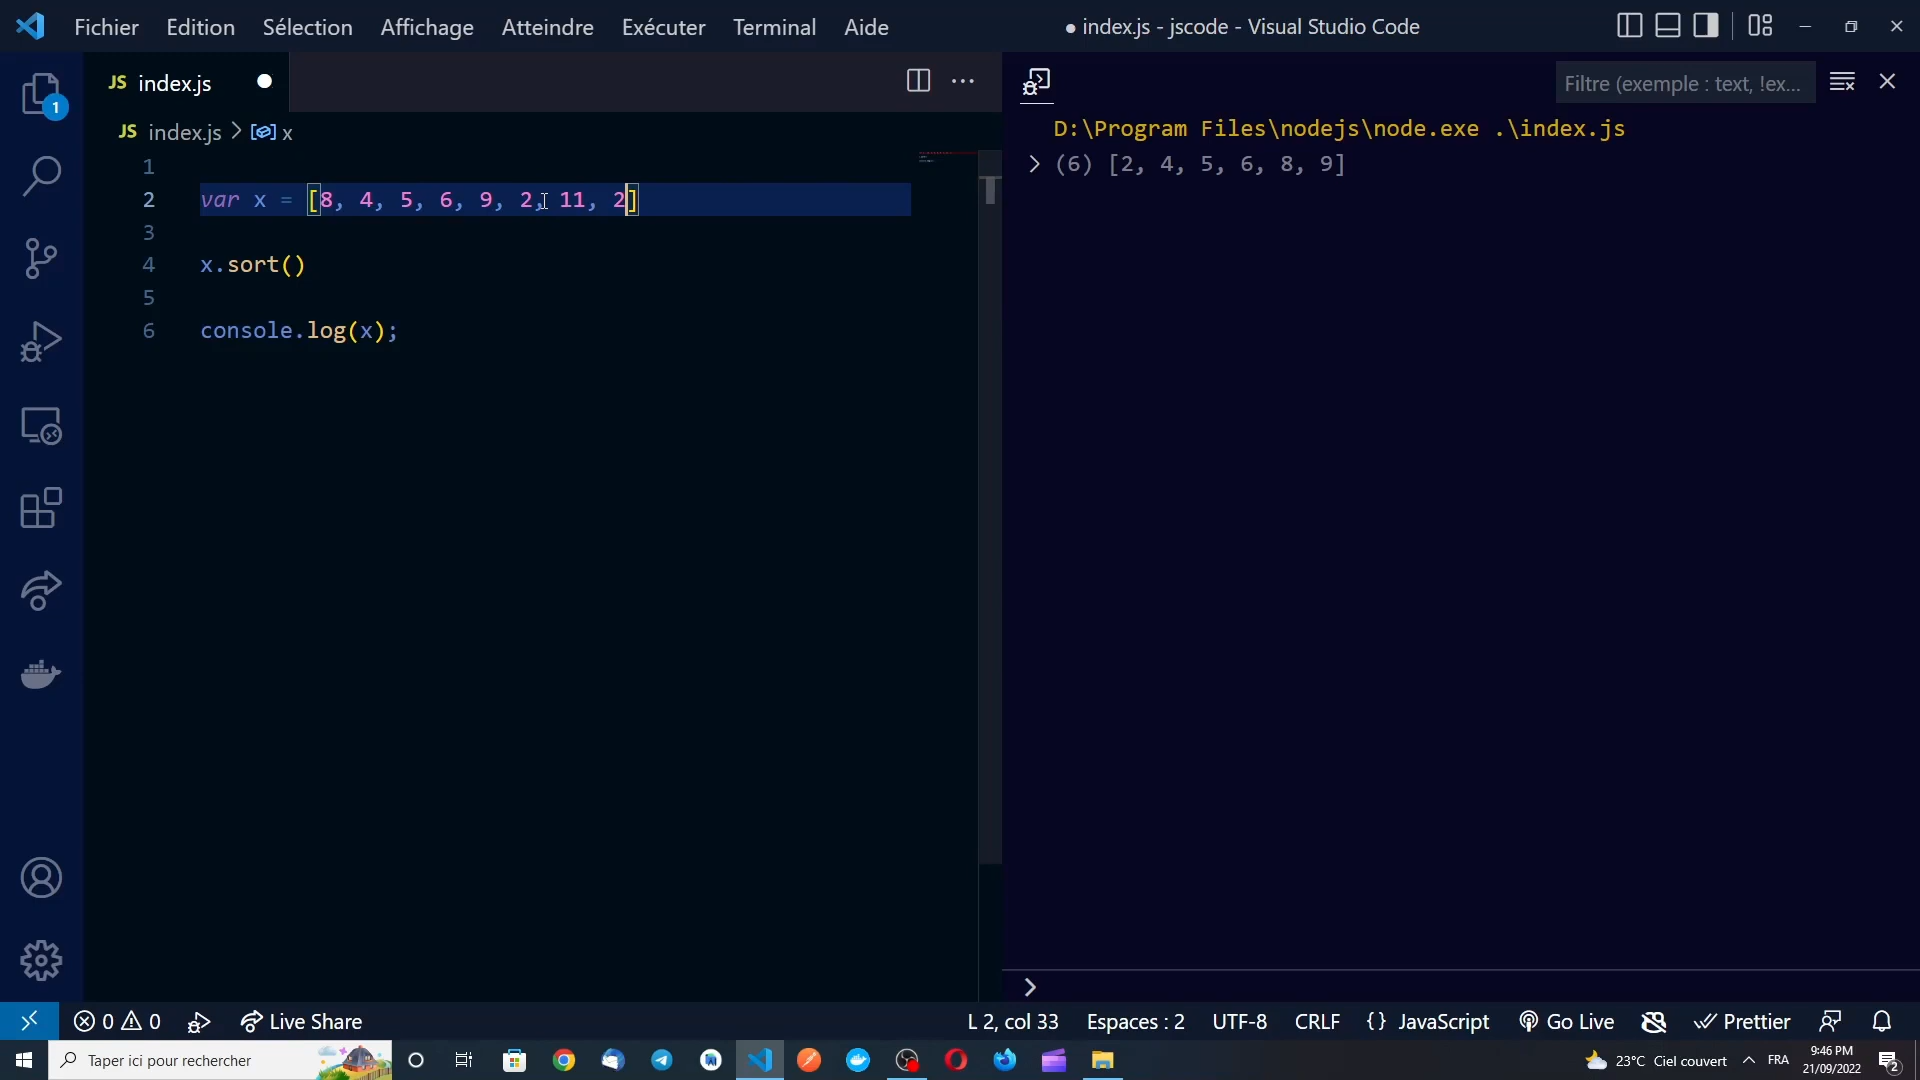 Fichier Edition Sélection Affichage Atteindre Exécuter Terminal Aide ● index.js - jscode - Visual Studio Code
JS index.js
Filtre (exemple : text, !ex...
JS index.js > x
1
D:\Program Files\nodejs\node.exe .\index.js
(6) [2, 4, 5, 6, 8, 9]
1
2 var x = [8, 4, 5, 6, 9, 2, 11, 2]
3
4 x.sort()
5
6 console.log(x);
0 0 Live Share L 2, col 33 Espaces : 2 UTF-8 CRLF {} JavaScript Go Live Prettier
Taper ici pour rechercher
23°C Ciel couvert FRA 9:46 PM
21/09/2022
2